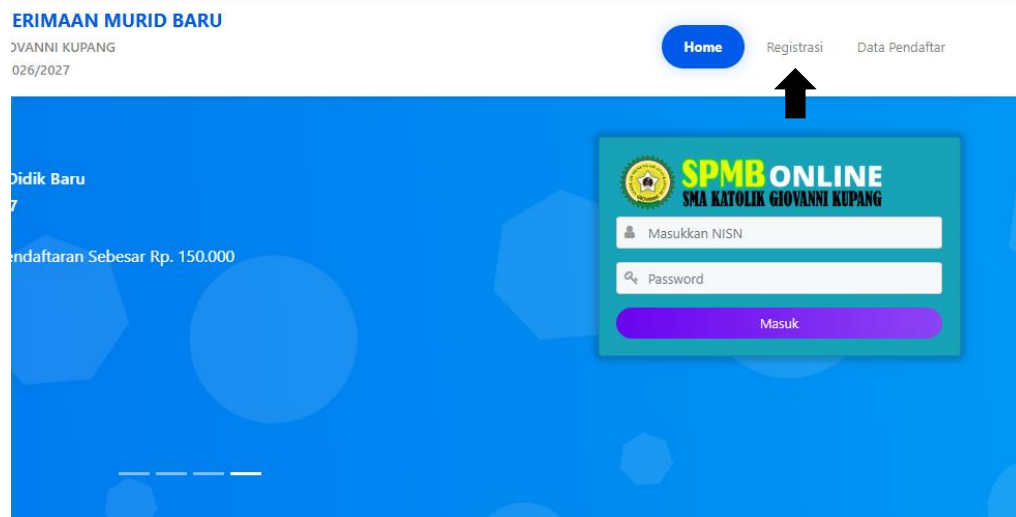 ERIMAAN MURID BARU
OVANNI KUPANG
026/2027
Home Registrasi Data Pendaftar
Didik Baru
7
endaftaran Sebesar Rp. 150.000
SPMB ONLINE
SMA KATOLIK GIOVANNI KUPANG
Masukkan NISN
Password
Masuk